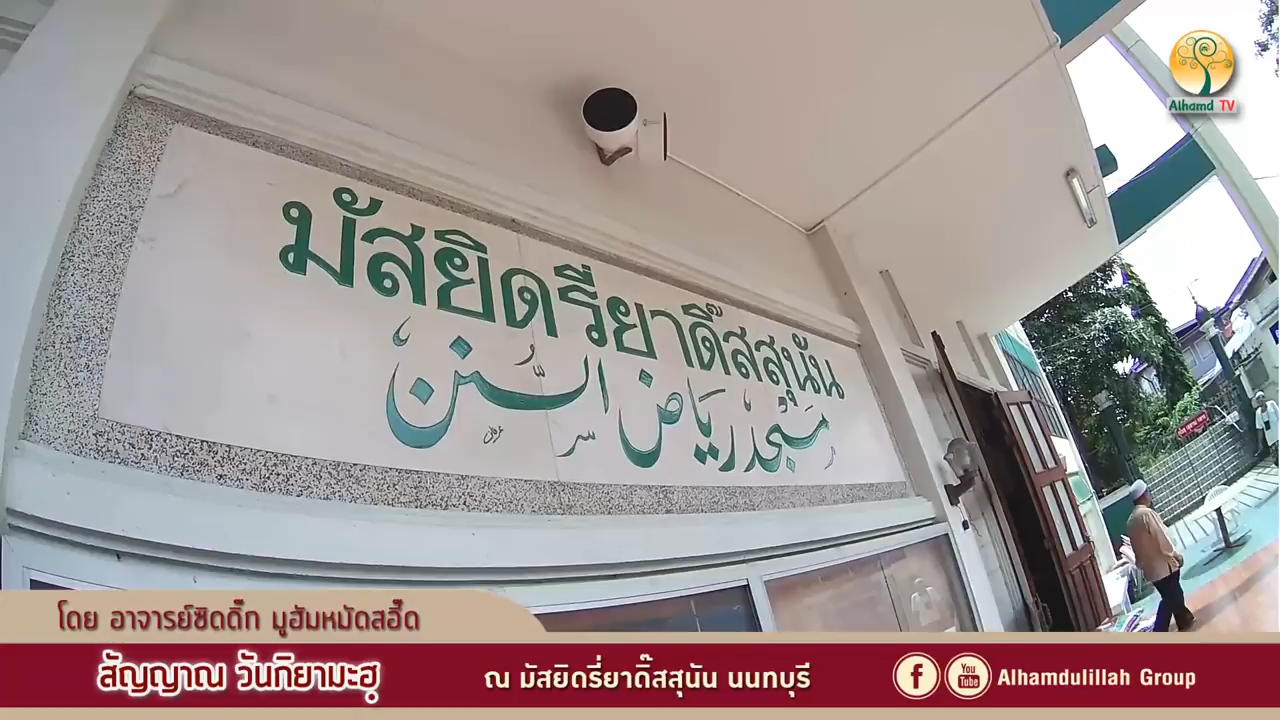 Alhamd TV
มัสยิดรี่ยาดิ๊สสุนัน
مسجد رياض السنن
โดย อาจารย์ซิดดิ๊ก มูฮัมหมัดสอี๊ด
สัญญาณ วันกิยามะฮฺ
ณ มัสยิดรี่ยาดิ๊สสุนัน นนทบุรี
You Tube
Alhamdulillah Group